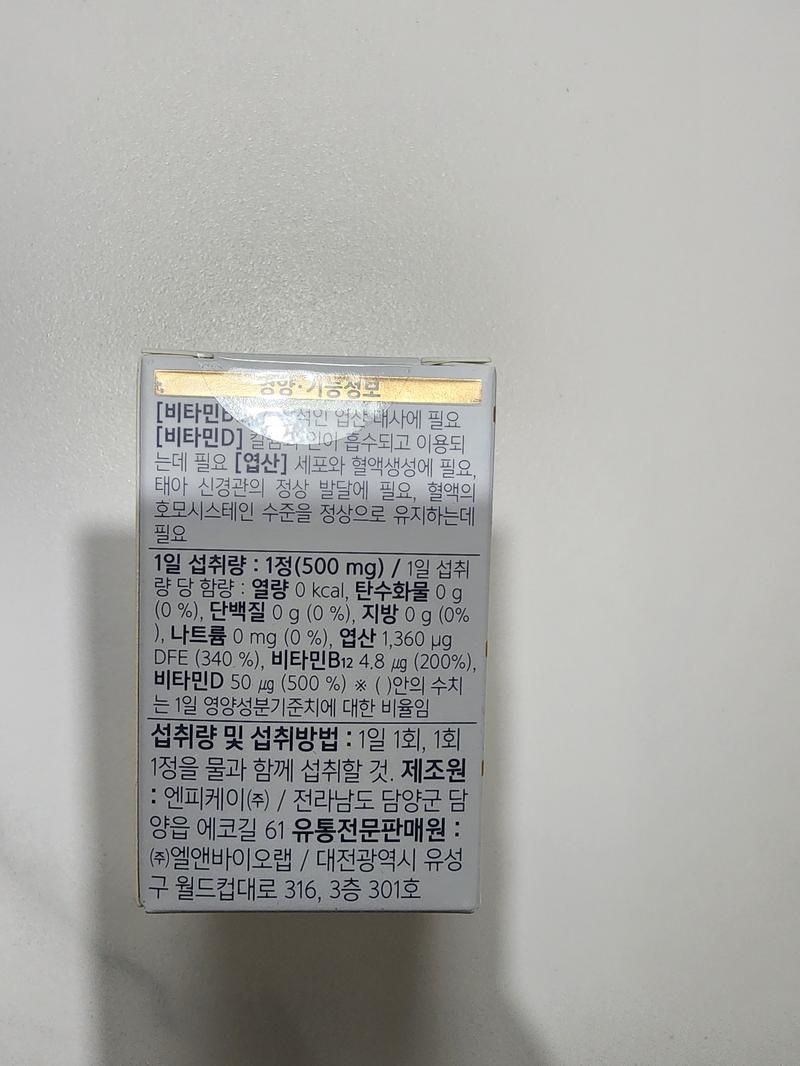 영양·기능정보
[비타민B 인 엽산 대사에 필요
[비타민D] 칼슘과 인이 흡수되고 이용되
는데 필요 [엽산] 세포와 혈액생성에 필요,
태아 신경관의 정상 발달에 필요, 혈액의
호모시스테인 수준을 정상으로 유지하는데
필요
1일 섭취량 : 1정(500 mg) / 1일 섭취
량 당 함량 : 열량 0 kcal, 탄수화물 0 g
(0 %), 단백질 0 g (0 %), 지방 0 g (0%
), 나트륨 0 mg (0 %), 엽산 1,360 μg
DFE (340 %), 비타민B12 4.8 ㎍ (200%),
비타민D 50 ㎍ (500 %) ※ ( )안의 수치
는 1일 영양성분기준치에 대한 비율임
섭취량 및 섭취방법 : 1일 1회, 1회
1정을 물과 함께 섭취할 것. 제조원
: 엔피케이㈜ / 전라남도 담양군 담
양읍 에코길 61 유통전문판매원 :
㈜엘앤바이오랩 / 대전광역시 유성
구 월드컵대로 316, 3층 301호